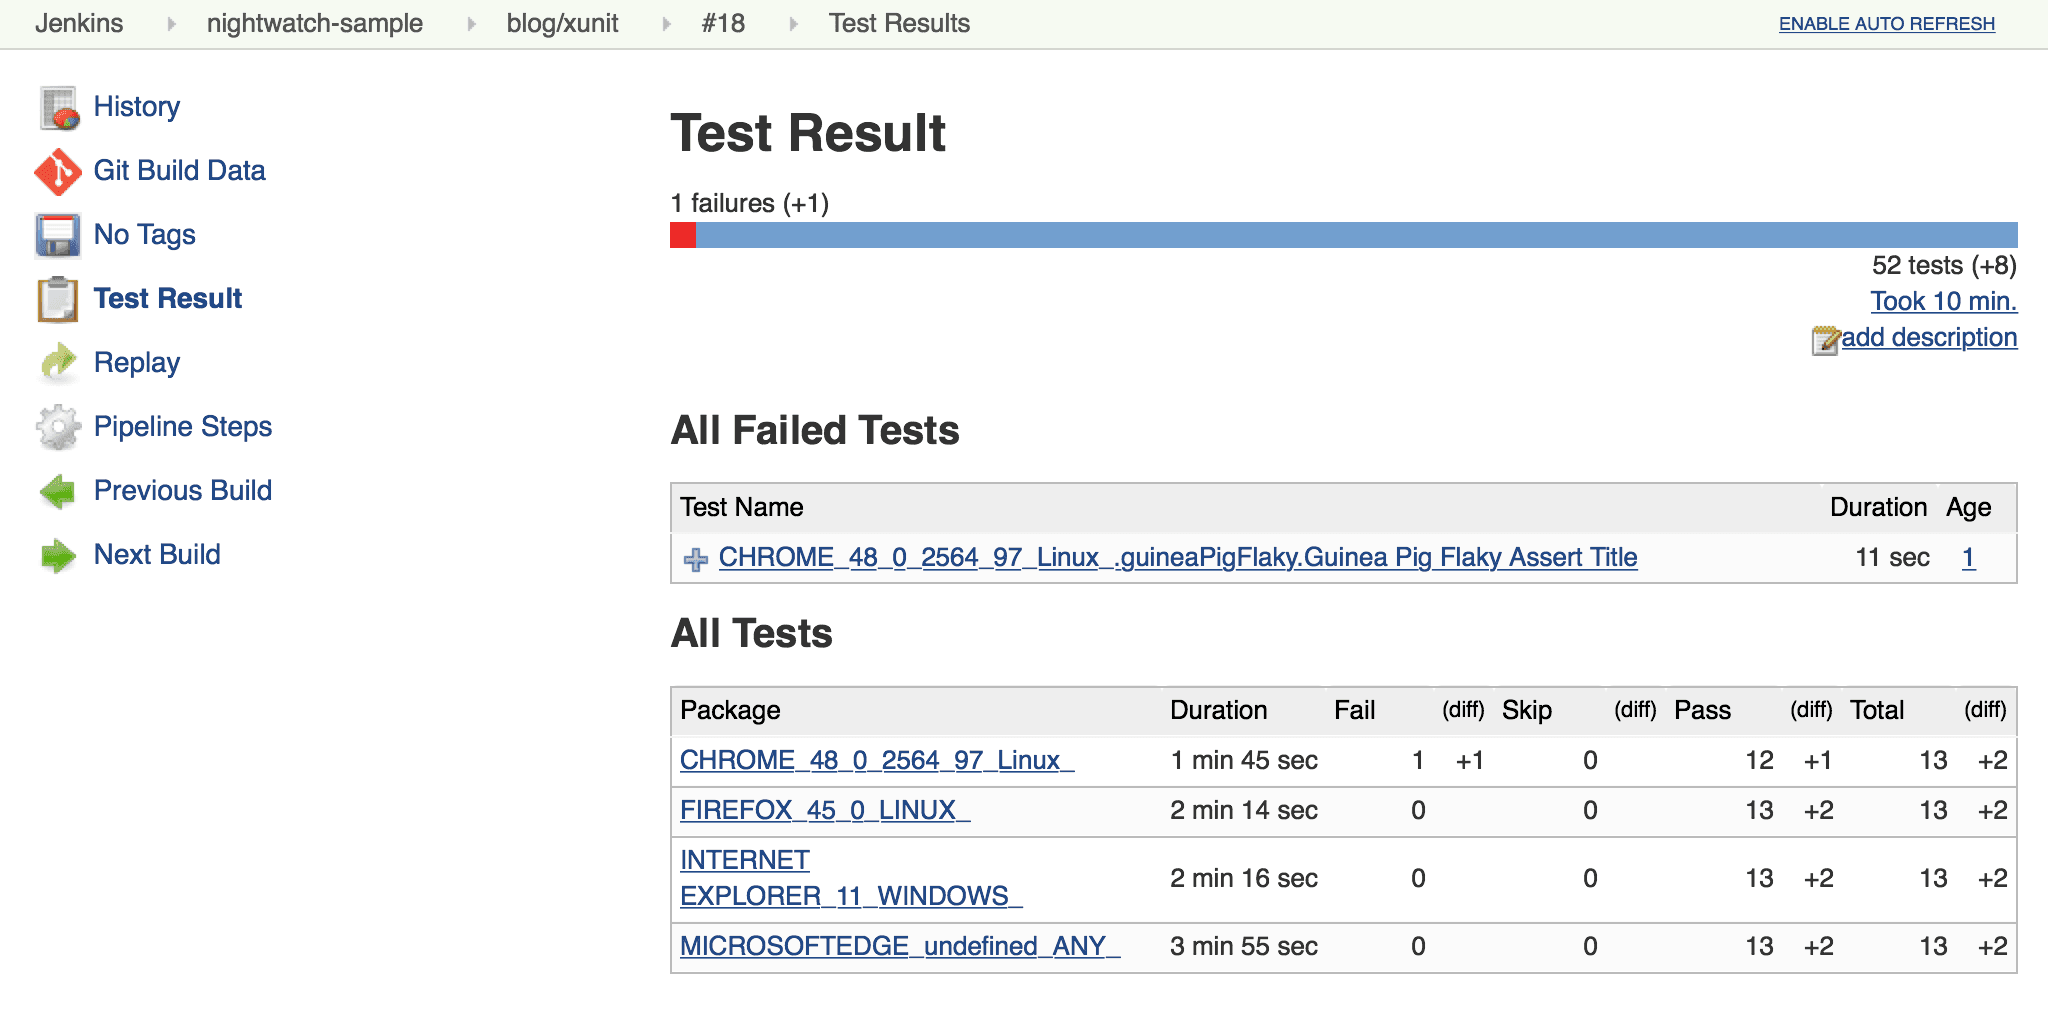 Jenkins nightwatch-sample blog/xunit #18 Test Results ENABLE AUTO REFRESH
History
Git Build Data
No Tags
Test Result
Replay
Pipeline Steps
Previous Build
Next Build
Test Result
1 failures (+1)
52 tests (+8)
Took 10 min.
add description
All Failed Tests
Test Name Duration Age
CHROME_48_0_2564_97_Linux_.guineaPigFlaky.Guinea Pig Flaky Assert Title 11 sec 1
All Tests
Package Duration Fail (diff) Skip (diff) Pass (diff) Total (diff)
CHROME_48_0_2564_97_Linux_ 1 min 45 sec 1 +1 0 12 +1 13 +2
FIREFOX_45_0_LINUX_ 2 min 14 sec 0 0 13 +2 13 +2
INTERNET
EXPLORER_11_WINDOWS_ 2 min 16 sec 0 0 13 +2 13 +2
MICROSOFTEDGE_undefined_ANY_ 3 min 55 sec 0 0 13 +2 13 +2